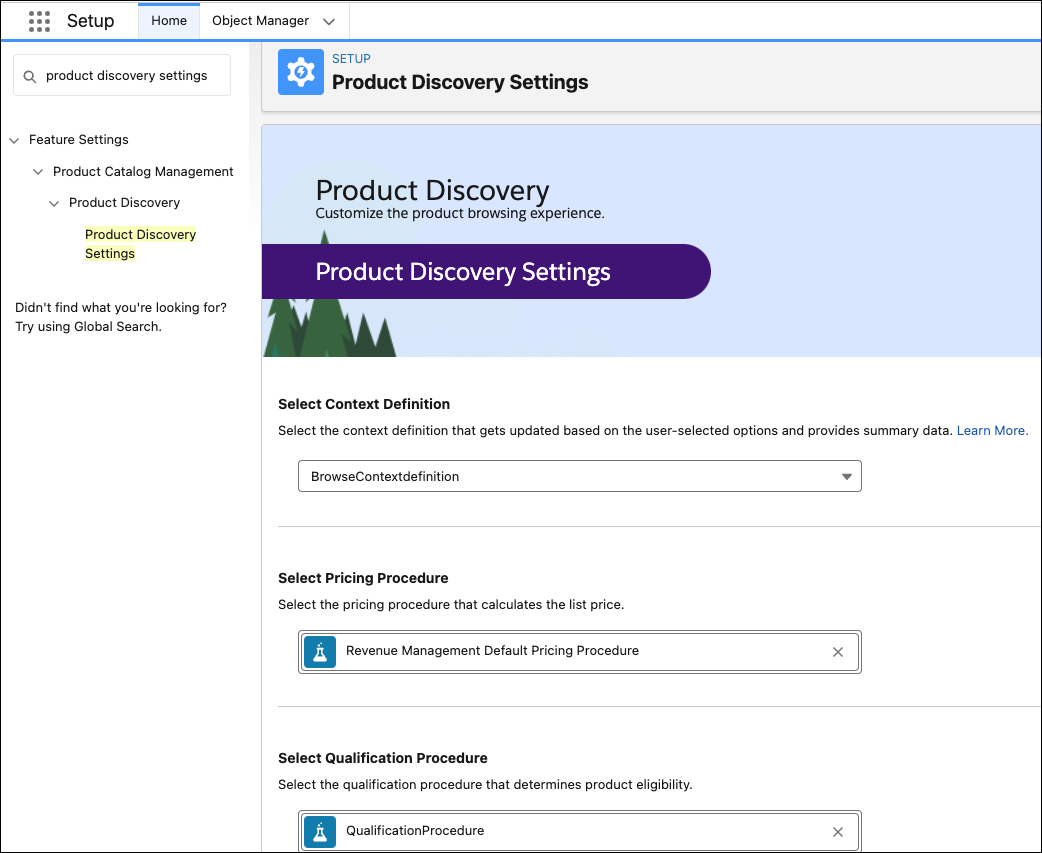 Setup
Home
Object Manager
product discovery settings
Feature Settings
Product Catalog Management
Product Discovery
Product Discovery
Settings
Didn't find what you're looking for?
Try using Global Search.
SETUP
Product Discovery Settings
Product Discovery
Customize the product browsing experience.
Product Discovery Settings
Select Context Definition
Select the context definition that gets updated based on the user-selected options and provides summary data. Learn More.
BrowseContextdefinition
Select Pricing Procedure
Select the pricing procedure that calculates the list price.
Revenue Management Default Pricing Procedure
Select Qualification Procedure
Select the qualification procedure that determines product eligibility.
QualificationProcedure